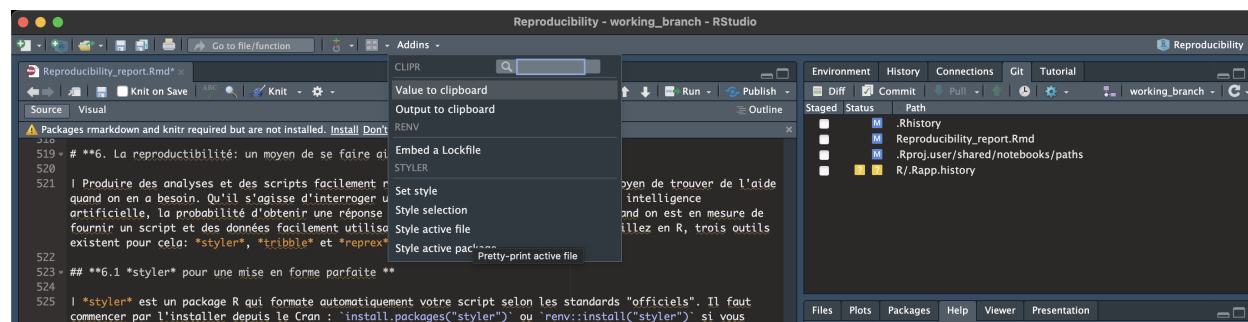 Reproducibility - working_branch - RStudio
Go to file/function
Addins
Reproducibility
Reproducibility_report.Rmd*
Knit on Save
ABC
Knit
Run
Publish
Source Visual
Outline
Packages rmarkdown and knitr required but are not installed. Install Don't
518
519 # **6. La reproductibilité: un moyen de se faire ai
520
521 | Produire des analyses et des scripts facilement r
oyen de trouver de l'aide
quand on en a besoin. Qu'il s'agisse d'interroger u
intelligence
artificielle, la probabilité d'obtenir une réponse
and on est en mesure de
fournir un script et des données facilement utilisa
illez en R, trois outils
existent pour cela: *styler*, *tribble* et *reprex*
522
523 ## **6.1 *styler* pour une mise en forme parfaite **
524
525 | *styler* est un package R qui formate automatiquement votre script selon les standards "officiels". Il faut
commencer par l'installer depuis le Cran : `install.packages("styler")` ou `renv::install("styler")` si vous
CLIPR
Value to clipboard
Output to clipboard
RENV
Embed a Lockfile
STYLER
Set style
Style selection
Style active file
Style active package
Pretty-print active file
Environment History Connections Git Tutorial
Diff Commit Pull working_branch
Staged Status Path
M .Rhistory
M Reproducibility_report.Rmd
M .Rproj.user/shared/notebooks/paths
? ? R/.Rapp.history
Files Plots Packages Help Viewer Presentation